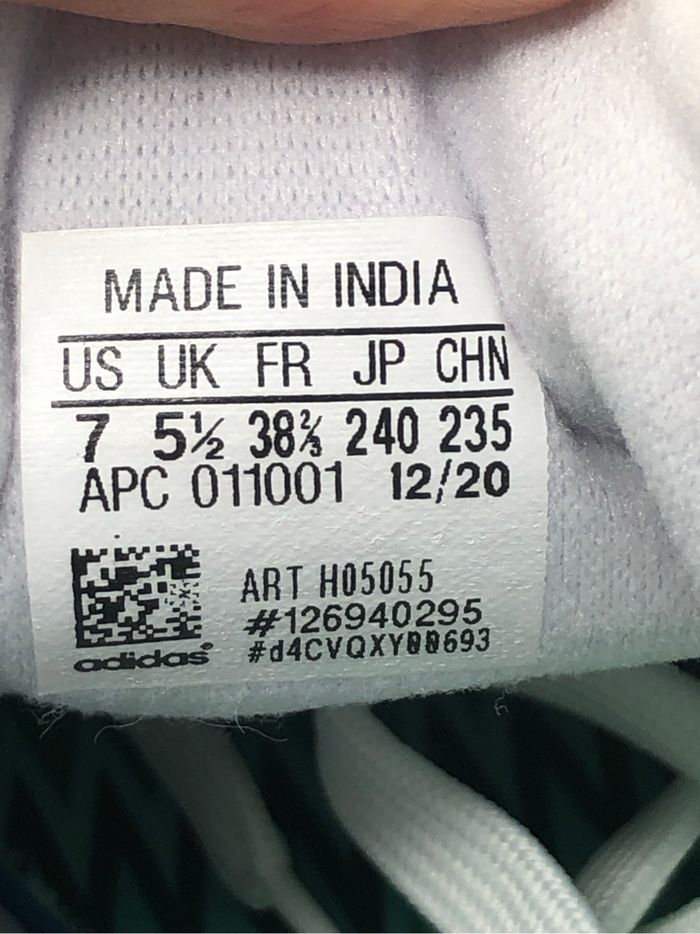 MADE IN INDIA
US UK FR JP CHN
7 5½ 38⅔ 240 235
APC 011001 12/20
ART H05055
#126940295
#d4CVQXY00693
adidas